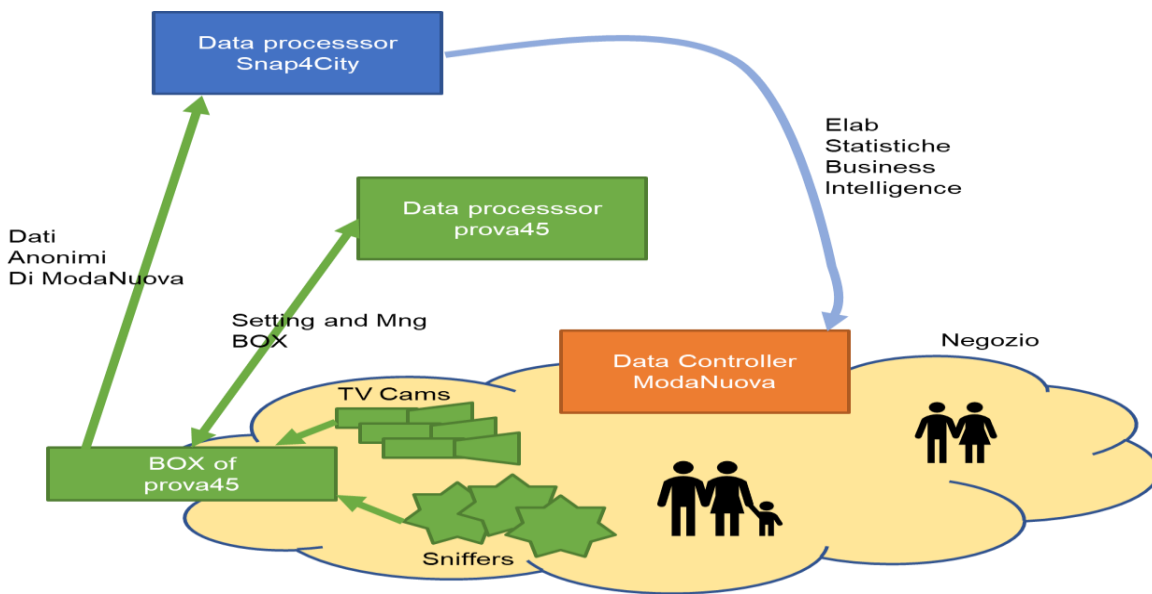 Data processsor
Snap4City
Elab
Statistiche
Business
Intelligence
Data processsor
prova45
Dati
Anonimi
Di ModaNuova
Setting and Mng
BOX
Negozio
Data Controller
ModaNuova
TV Cams
BOX of
prova45
Sniffers